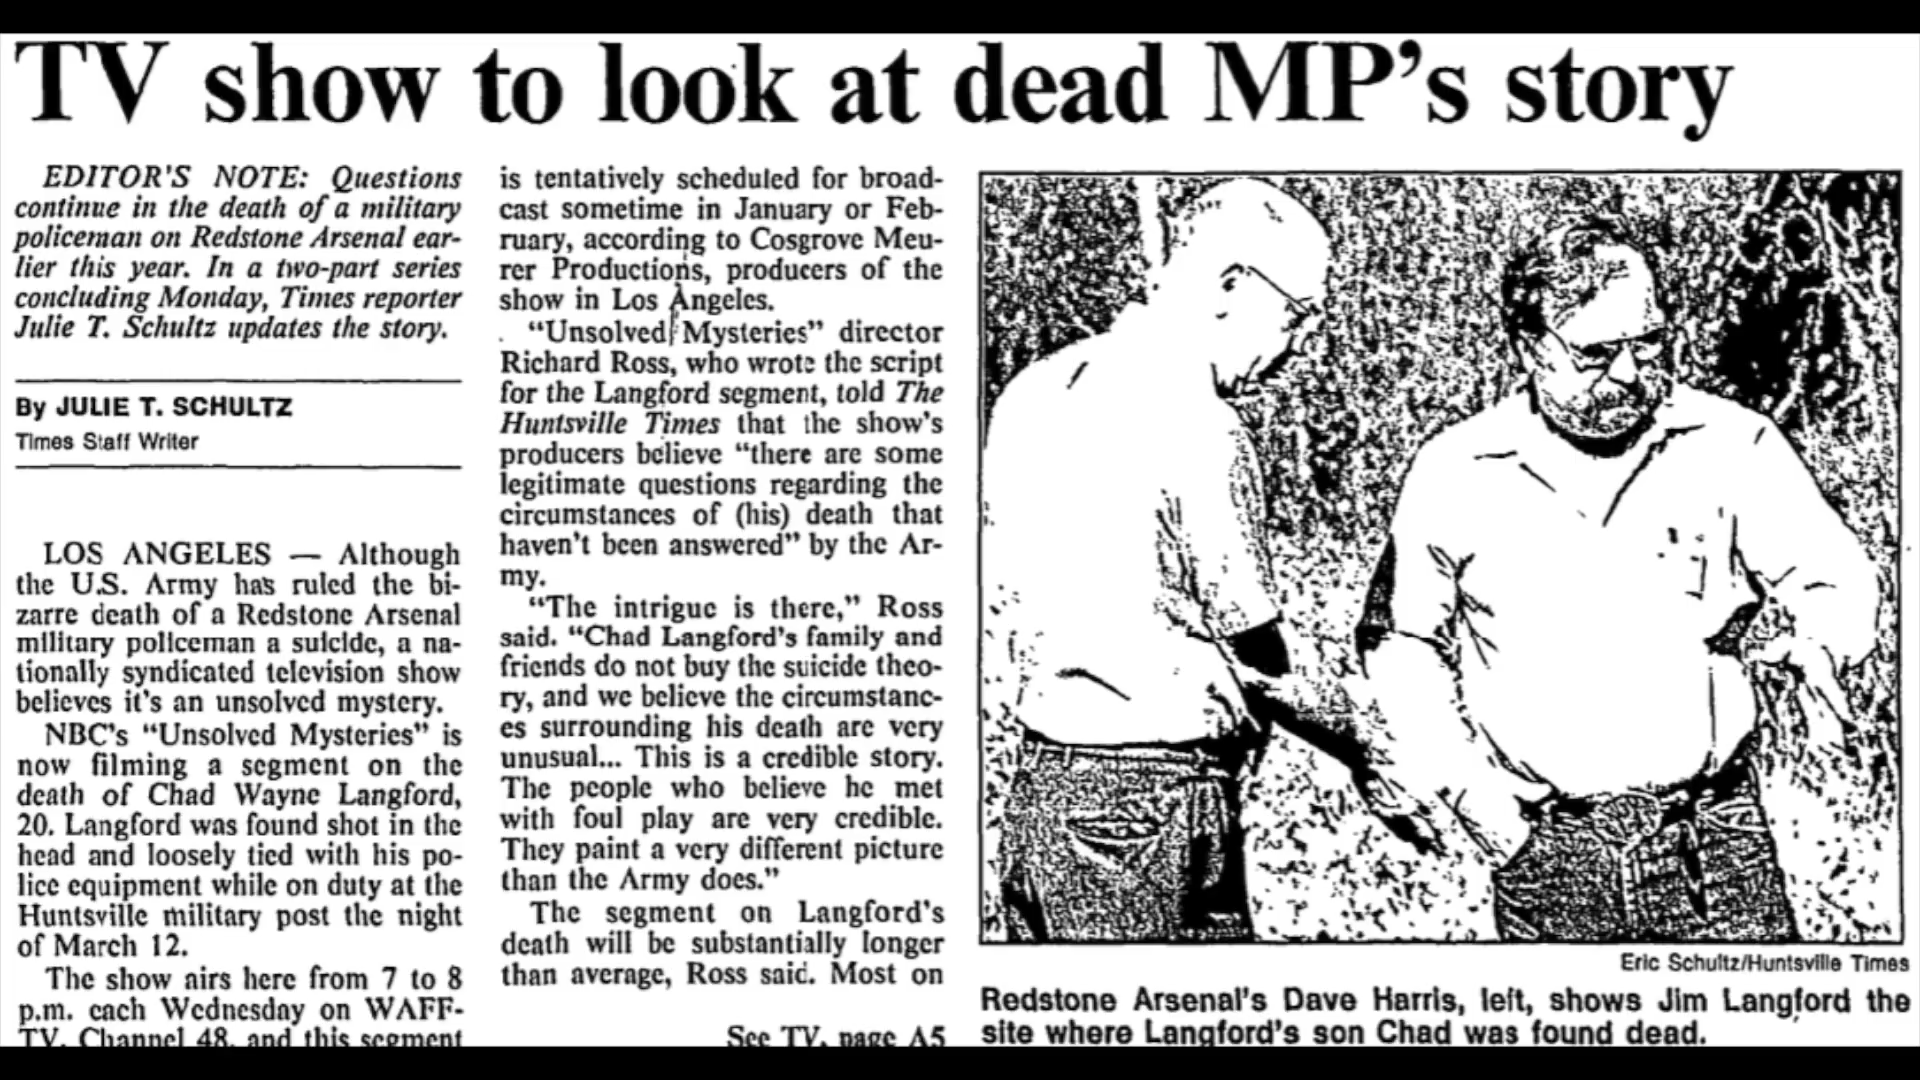 TV show to look at dead MP's story
EDITOR'S NOTE: Questions
continue in the death of a military
policeman on Redstone Arsenal ear-
lier this year. In a two-part series
concluding Monday, Times reporter
Julie T. Schultz updates the story.
By JULIE T. SCHULTZ
Times Staff Writer
LOS ANGELES — Although
the U.S. Army has ruled the bi-
zarre death of a Redstone Arsenal
military policeman a suicide, a na-
tionally syndicated television show
believes it's an unsolved mystery.
NBC's "Unsolved Mysteries" is
now filming a segment on the
death of Chad Wayne Langford,
20. Langford was found shot in the
head and loosely tied with his po-
lice equipment while on duty at the
Huntsville military post the night
of March 12.
The show airs here from 7 to 8
p.m. each Wednesday on WAFF-
TV, Channel 48, and this segment
is tentatively scheduled for broad-
cast sometime in January or Feb-
ruary, according to Cosgrove Meu-
rer Productions, producers of the
show in Los Angeles.
"Unsolved Mysteries" director
Richard Ross, who wrote the script
for the Langford segment, told The
Huntsville Times that the show's
producers believe "there are some
legitimate questions regarding the
circumstances of (his) death that
haven't been answered" by the Ar-
my.
"The intrigue is there," Ross
said. "Chad Langford's family and
friends do not buy the suicide theo-
ry, and we believe the circumstanc-
es surrounding his death are very
unusual... This is a credible story.
The people who believe he met
with foul play are very credible.
They paint a very different picture
than the Army does."
The segment on Langford's
death will be substantially longer
than average, Ross said. Most on
See TV, page A5
Eric Schultz/Huntsville Times
Redstone Arsenal's Dave Harris, left, shows Jim Langford the
site where Langford's son Chad was found dead.